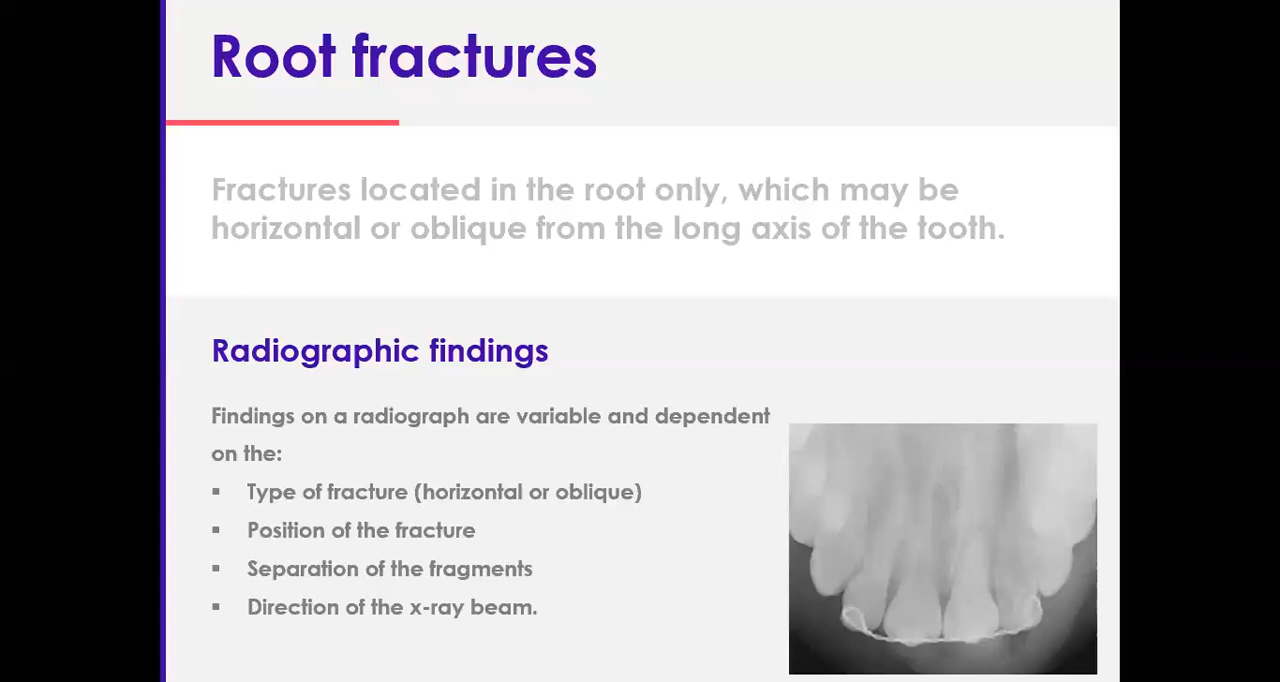 Root fractures
Fractures located in the root only, which may be
horizontal or oblique from the long axis of the tooth.
Radiographic findings
Findings on a radiograph are variable and dependent
on the:
▪ Type of fracture (horizontal or oblique)
▪ Position of the fracture
▪ Separation of the fragments
▪ Direction of the x-ray beam.